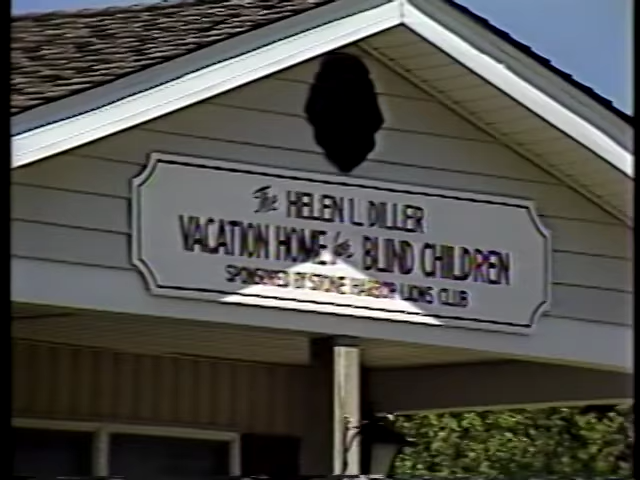 The HELEN L DILLER
VACATION HOME for BLIND CHILDREN
SPONSORED BY STONE HARBOR LIONS CLUB